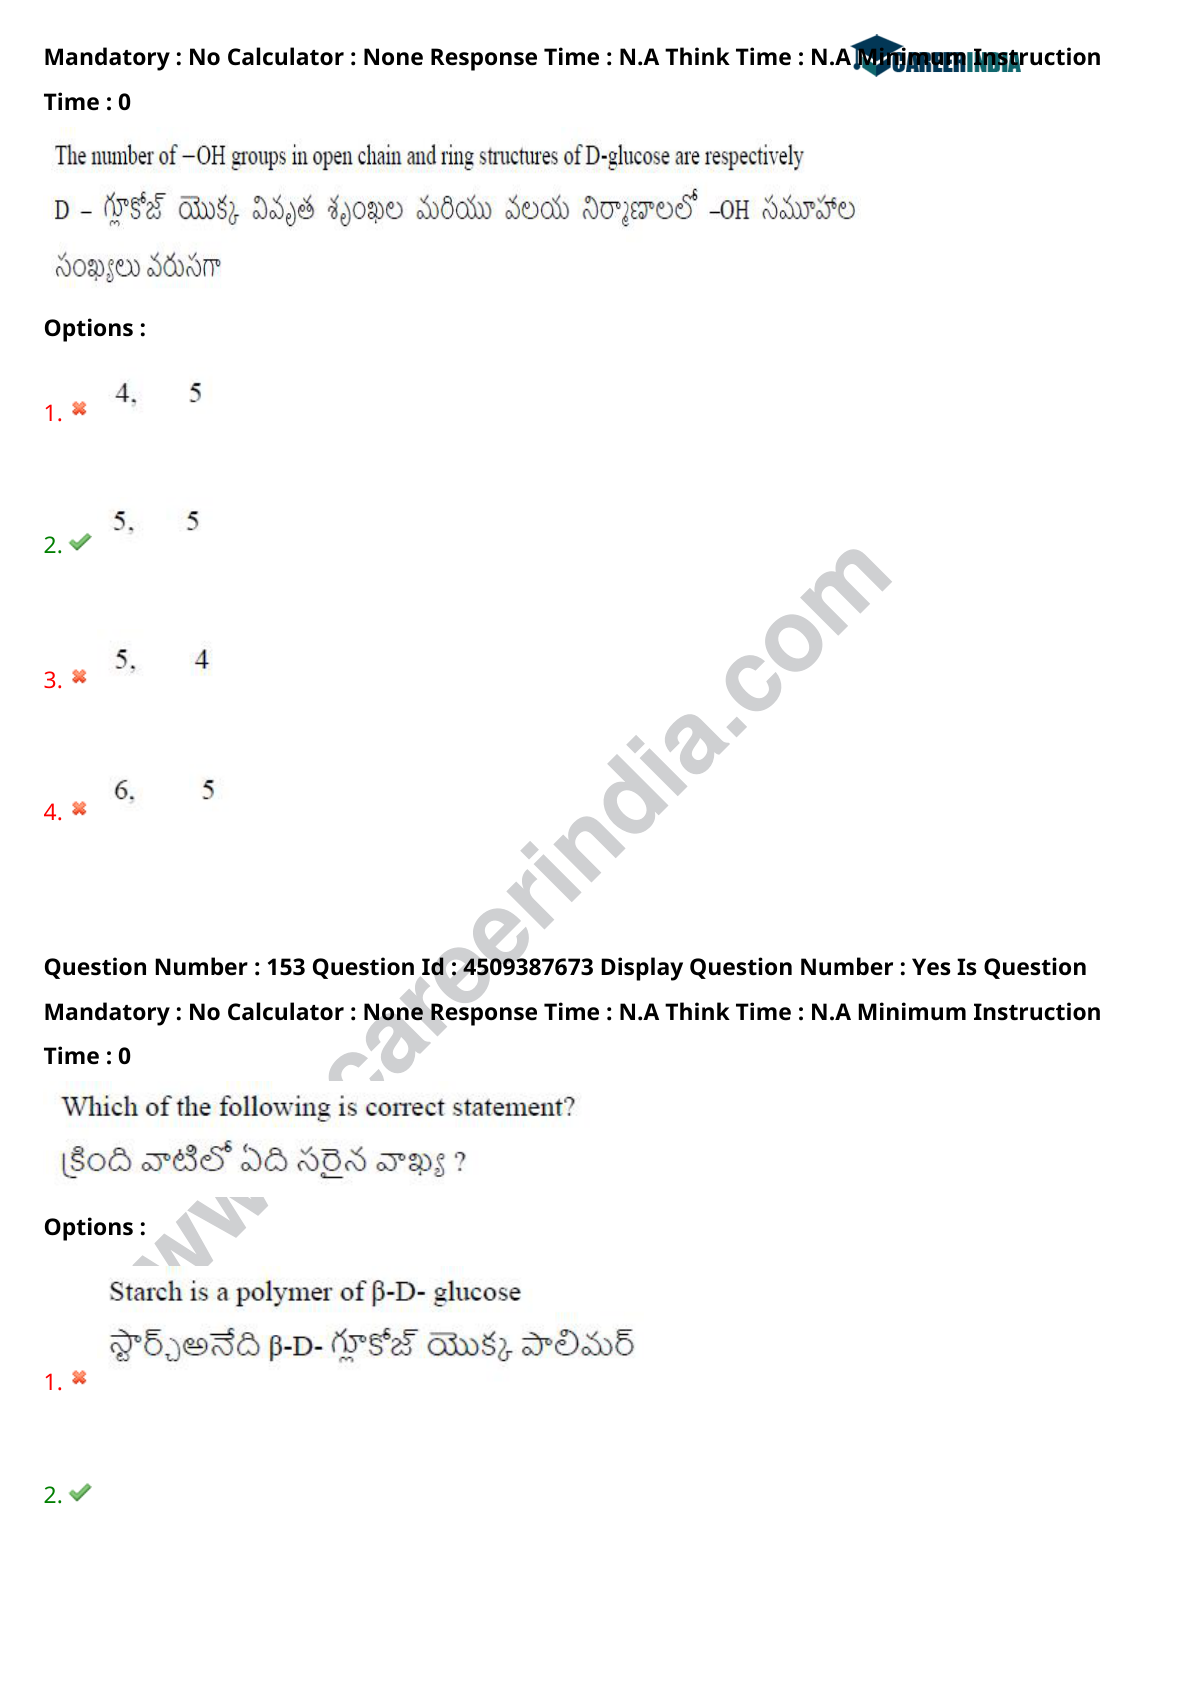 Mandatory : No Calculator : None Response Time : N.A Think Time : N.A Minimum Instruction
CAREERINDIA
Time : 0
The number of –OH groups in open chain and ring structures of D-glucose are respectively
D – గ్లూకోజ్ యొక్క వివృత శృంఖల మరియు వలయ నిర్మాణాలలో –OH సమూహాల
సంఖ్యలు వరుసగా
Options :
4, 5
1.
5, 5
2.
5, 4
3.
6, 5
4.
Question Number : 153 Question Id : 4509387673 Display Question Number : Yes Is Question
Mandatory : No Calculator : None Response Time : N.A Think Time : N.A Minimum Instruction
Time : 0
Which of the following is correct statement?
క్రింది వాటిలో ఏది సరైన వాఖ్య ?
Options :
Starch is a polymer of β-D- glucose
స్టార్చ్అనేది β-D- గ్లూకోజ్ యొక్క పాలిమర్
1.
2.